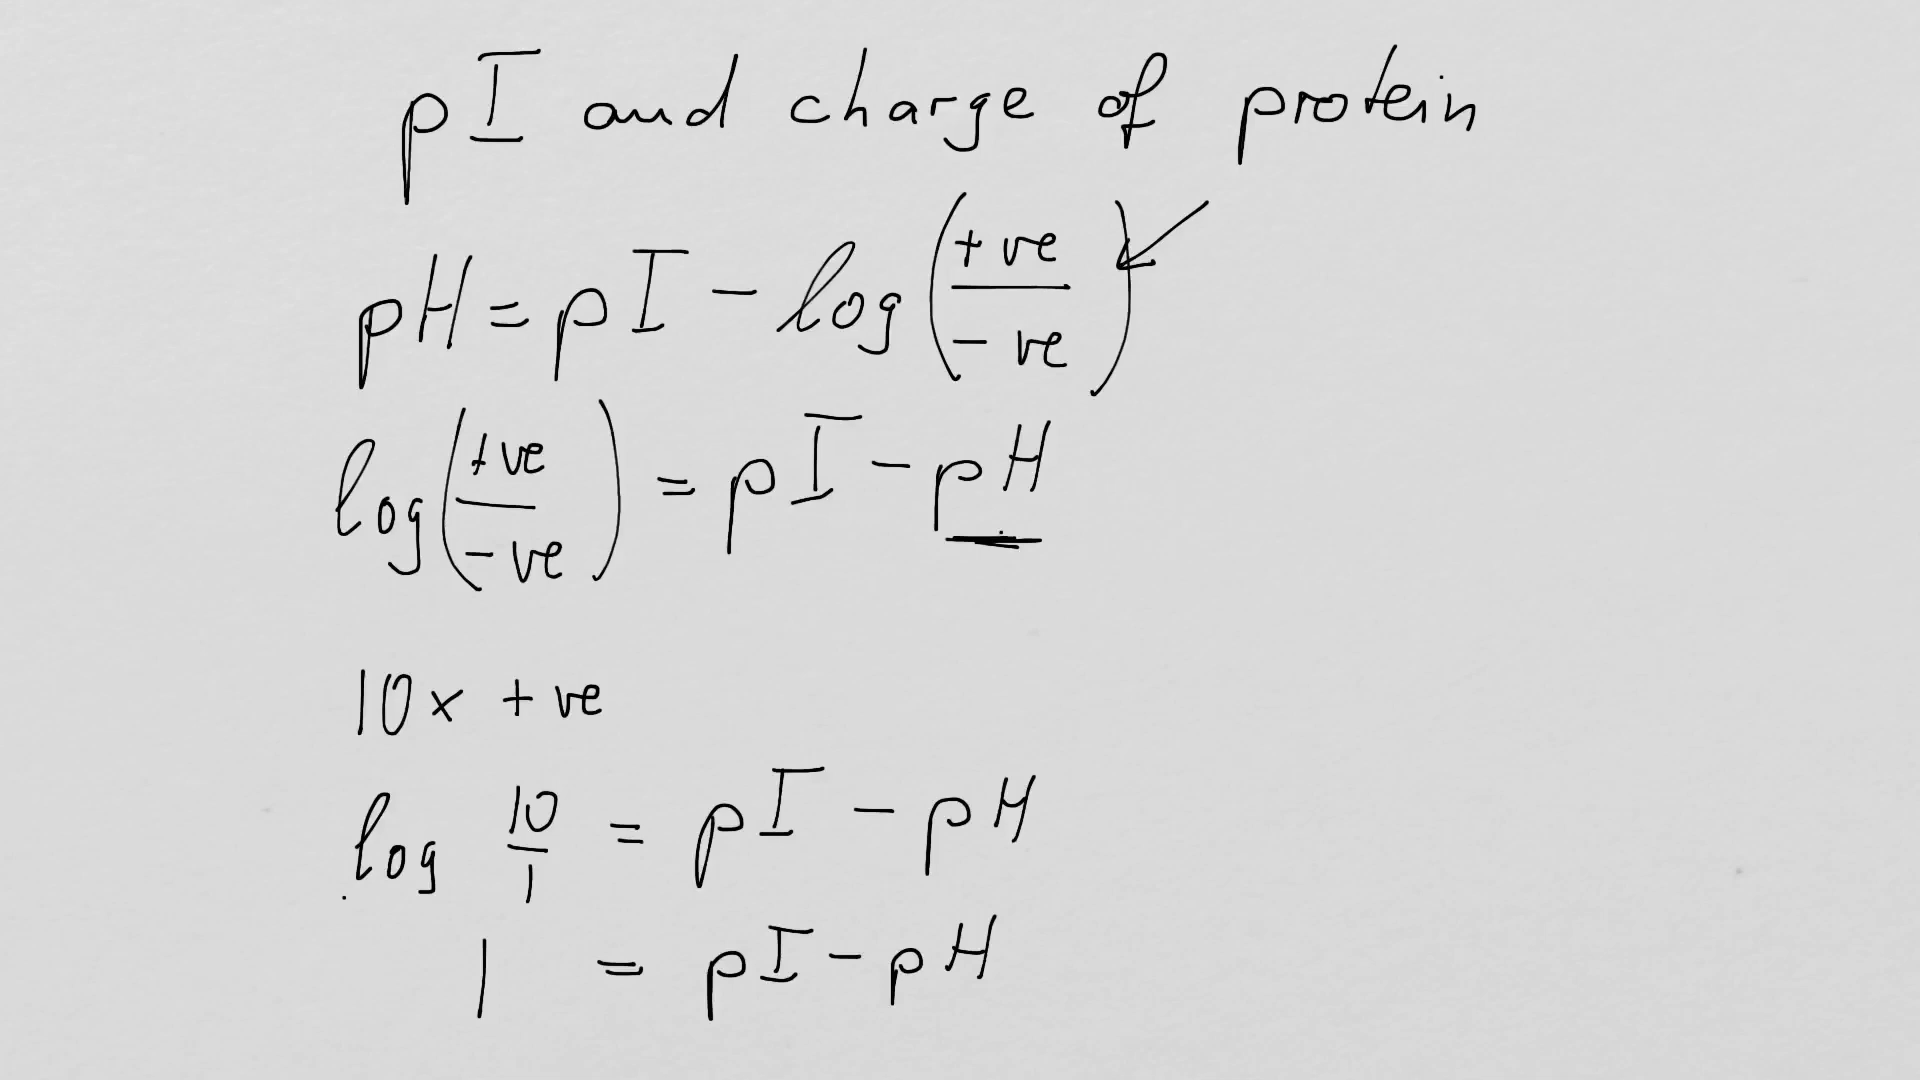 pI and charge of protein
pH = pI - log (+ve / -ve)
log (+ve / -ve) = pI - pH
10x +ve
log 10/1 = pI - pH
1 = pI - pH